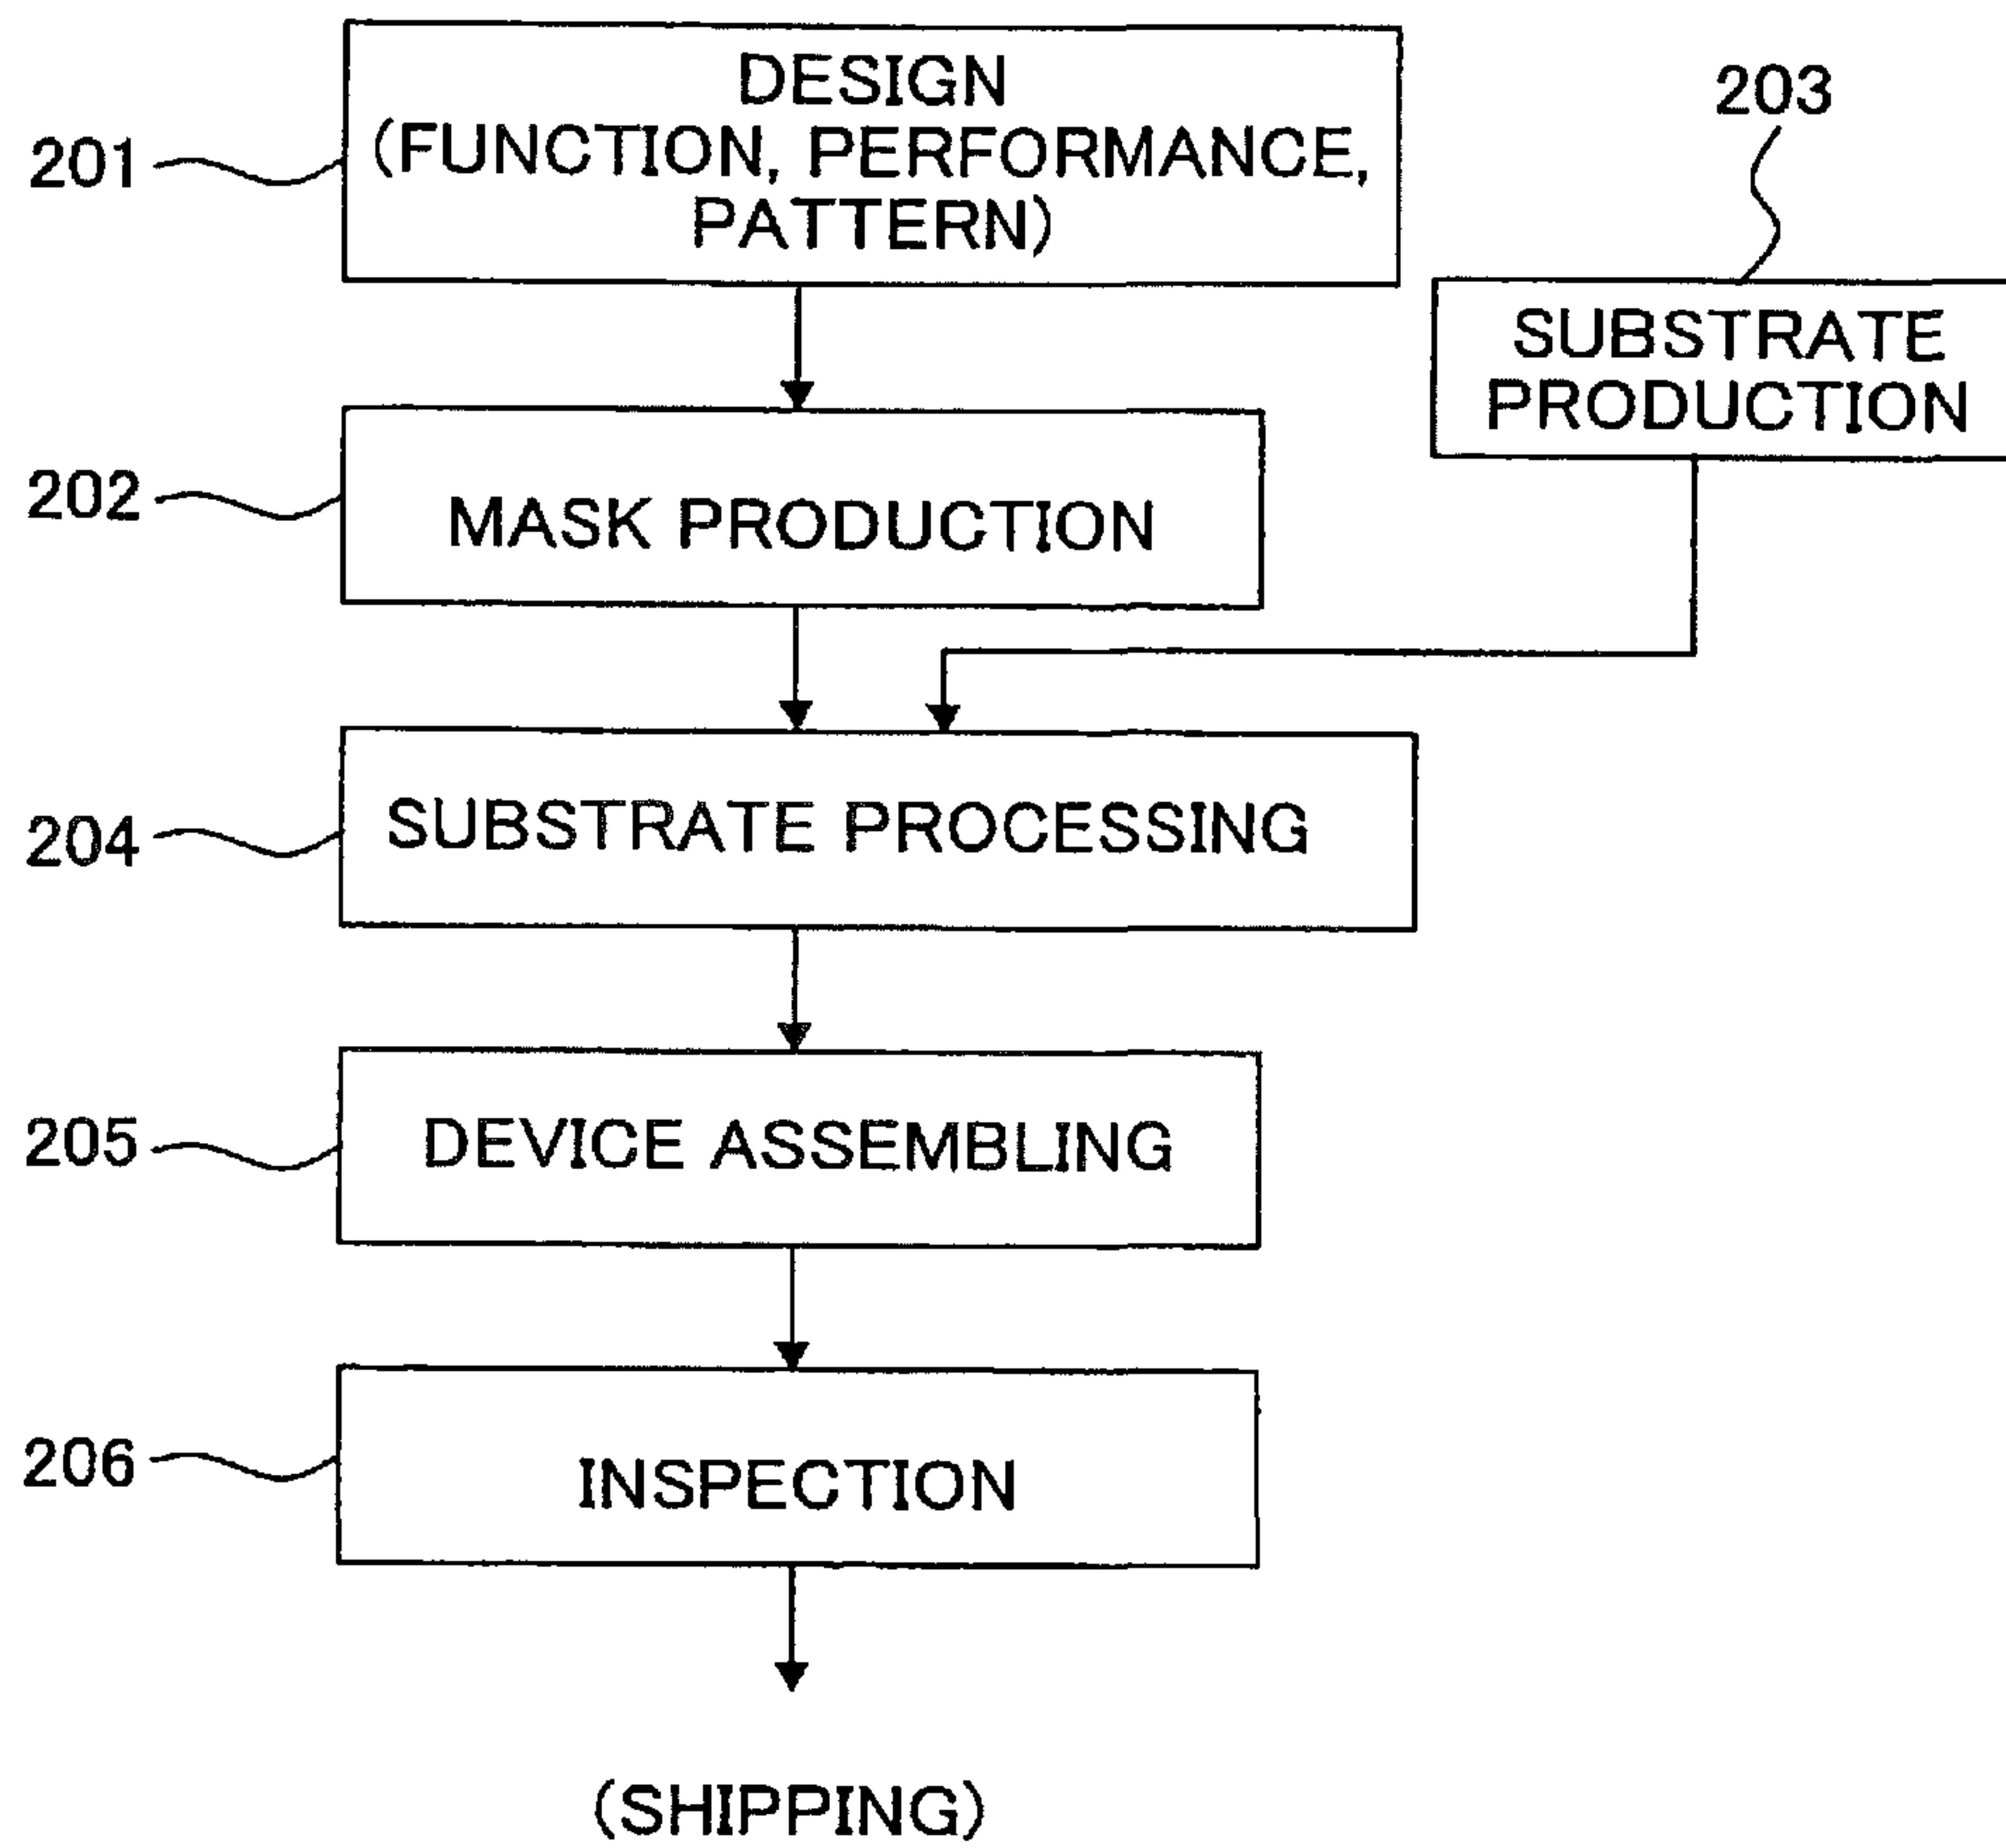 DESIGN
(FUNCTION, PERFORMANCE,
PATTERN)
201
203
SUBSTRATE
PRODUCTION
202
MASK PRODUCTION
204
SUBSTRATE PROCESSING
205
DEVICE ASSEMBLING
206
INSPECTION
(SHIPPING)